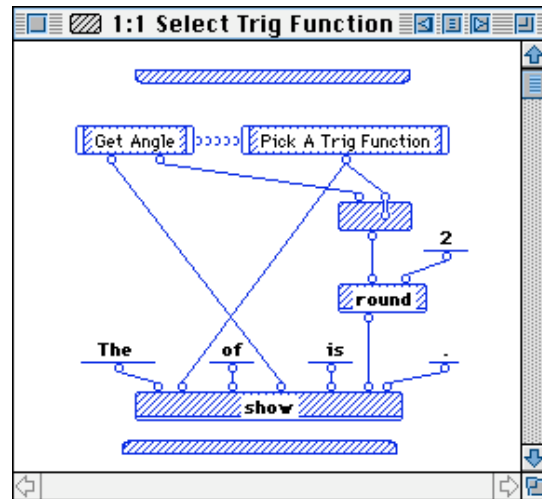 1:1 Select Trig Function
Get Angle Pick A Trig Function
2
round
The of is .
show